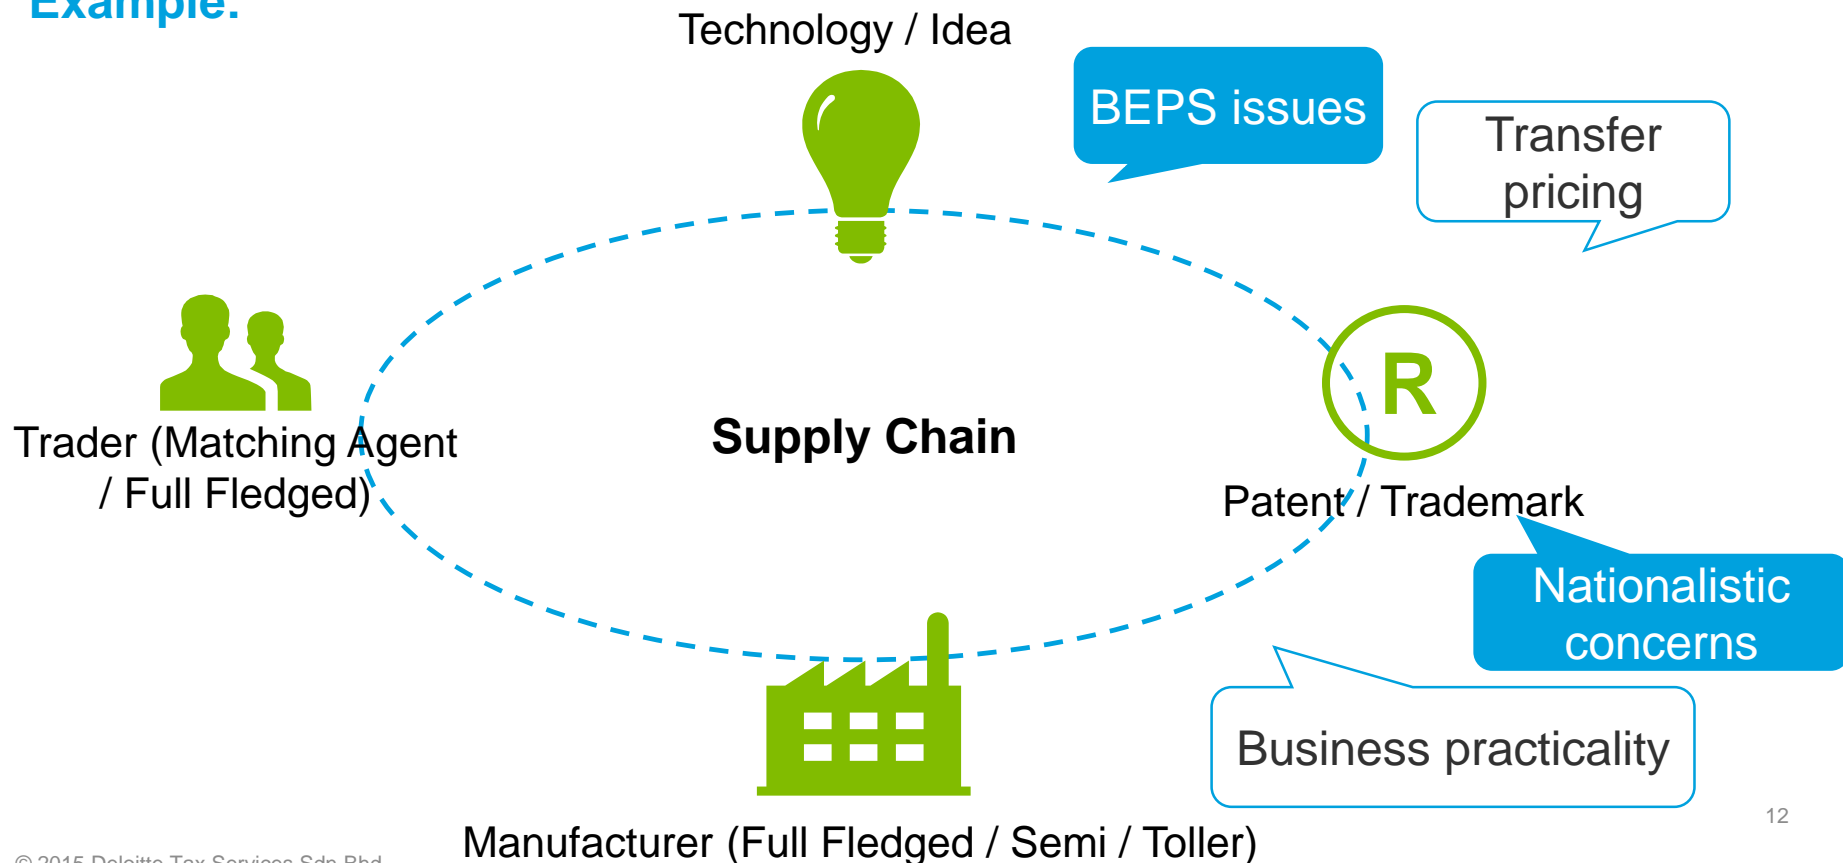 Example:
Technology / Idea
BEPS issues
Transfer
pricing
R
Trader (Matching Agent
/ Full Fledged)
Supply Chain
Patent / Trademark
Nationalistic
concerns
Business practicality
12
Manufacturer (Full Fledged / Semi / Toller)
© 2015 Deloitte Tax Services Sdn Bhd